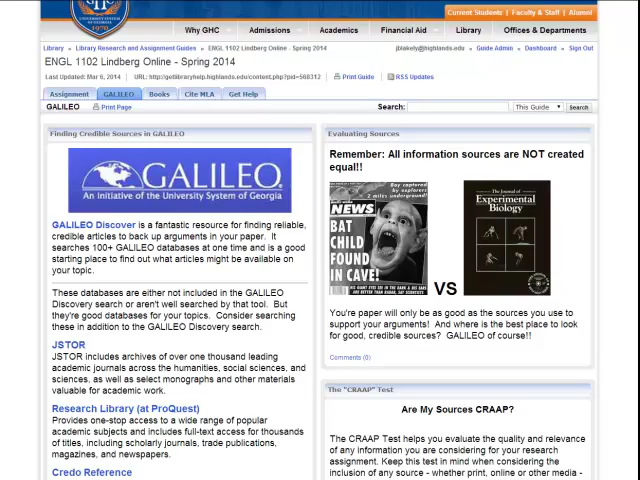 UNIVERSITY SYSTEM
OF GEORGIA
1970
Current Students | Faculty & Staff | Alumni
Why GHC
Admissions
Academics
Financial Aid
Library
Offices & Departments
Library » Library Research and Assignment Guides » ENGL 1102 Lindberg Online - Spring 2014
jblakely@highlands.edu · Guide Admin · Dashboard · Sign Out
ENGL 1102 Lindberg Online - Spring 2014
Last Updated: Mar 6, 2014 | URL: http://getlibraryhelp.highlands.edu/content.php?pid=568312 | Print Guide | RSS Updates
Assignment
GALILEO
Books
Cite MLA
Get Help
GALILEO Print Page
Search: This Guide Search
Finding Credible Sources in GALILEO
GALILEO.
An Initiative of the University System of Georgia
GALILEO Discover is a fantastic resource for finding reliable,
credible articles to back up arguments in your paper. It
searches 100+ GALILEO databases at one time and is a good
starting place to find out what articles might be available on
your topic.
These databases are either not included in the GALILEO
Discovery search or aren't well searched by that tool. But
they're good databases for your topics. Consider searching
these in addition to the GALILEO Discovery search.
JSTOR
JSTOR includes archives of over one thousand leading
academic journals across the humanities, social sciences, and
sciences, as well as select monographs and other materials
valuable for academic work.
Research Library (at ProQuest)
Provides one-stop access to a wide range of popular
academic subjects and includes full-text access for thousands
of titles, including scholarly journals, trade publications,
magazines, and newspapers.
Credo Reference
Evaluating Sources
Remember: All information sources are NOT created
equal!!
NEWS
BAT
CHILD
FOUND
IN CAVE!
VS
The Journal of
Experimental
Biology
You're paper will only be as good as the sources you use to
support your arguments! And where is the best place to look
for good, credible sources? GALILEO of course!!
Comments (0)
The "CRAAP" Test
Are My Sources CRAAP?
The CRAAP Test helps you evaluate the quality and relevance
of any information you are considering for your research
assignment. Keep this test in mind when considering the
inclusion of any source - whether print, online or other media -